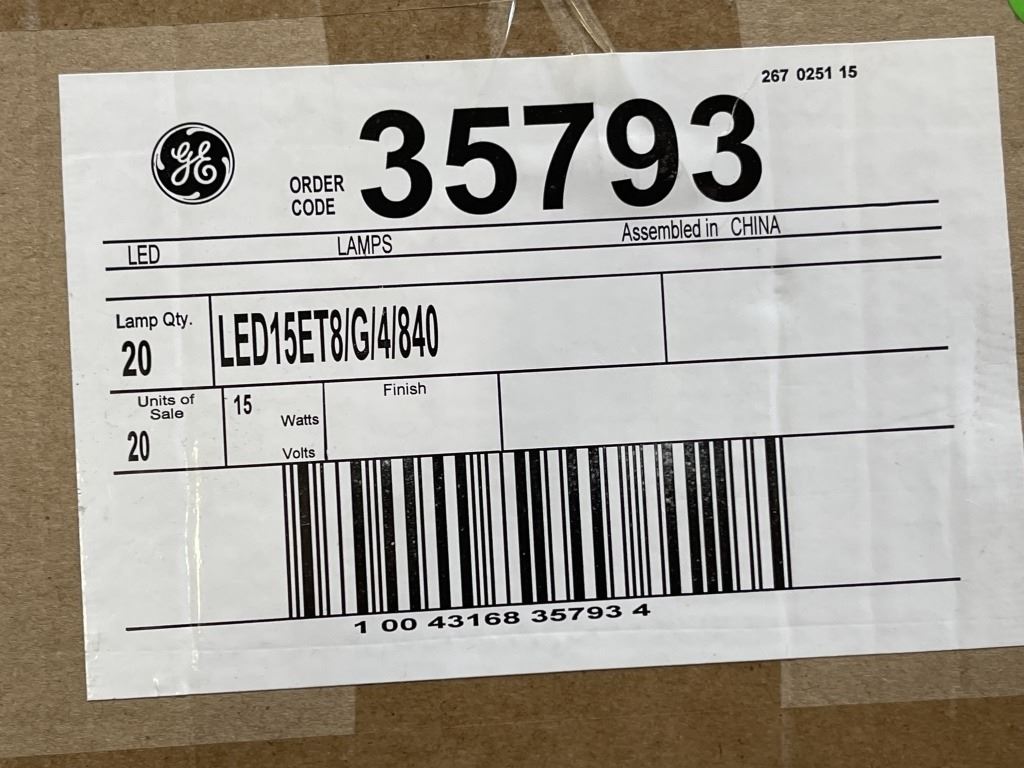 267 0251 15
GE
ORDER
CODE
35793
LED LAMPS Assembled in CHINA
Lamp Qty.
20
LED15ET8/G/4/840
Units of
Sale
20
15
Watts
Volts
Finish
1 00 43168 35793 4